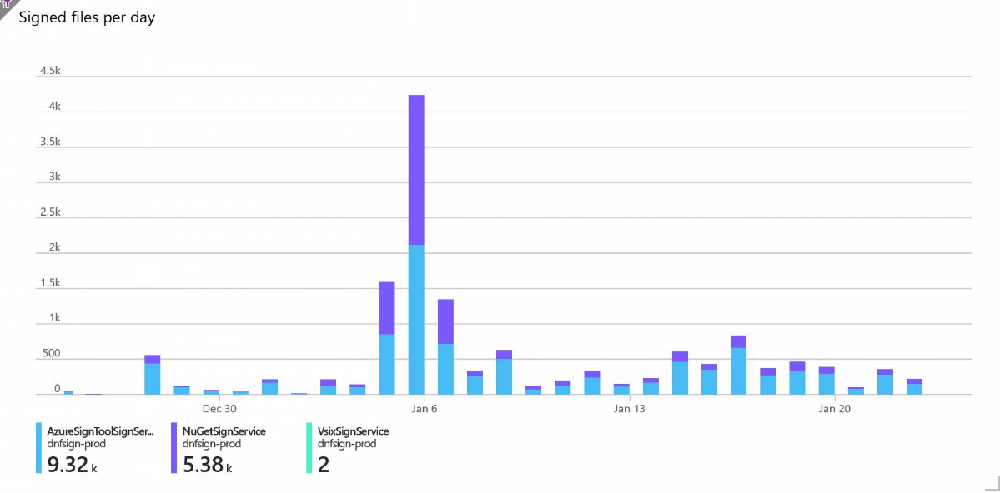 Signed files per day
4.5k
4k
3.5k
3k
2.5k
2k
1.5k
1k
500
0
Dec 30
Jan 6
Jan 13
Jan 20
AzureSignToolSignSer...
dnfsign-prod
9.32 k
NuGetSignService
dnfsign-prod
5.38 k
VsixSignService
dnfsign-prod
2